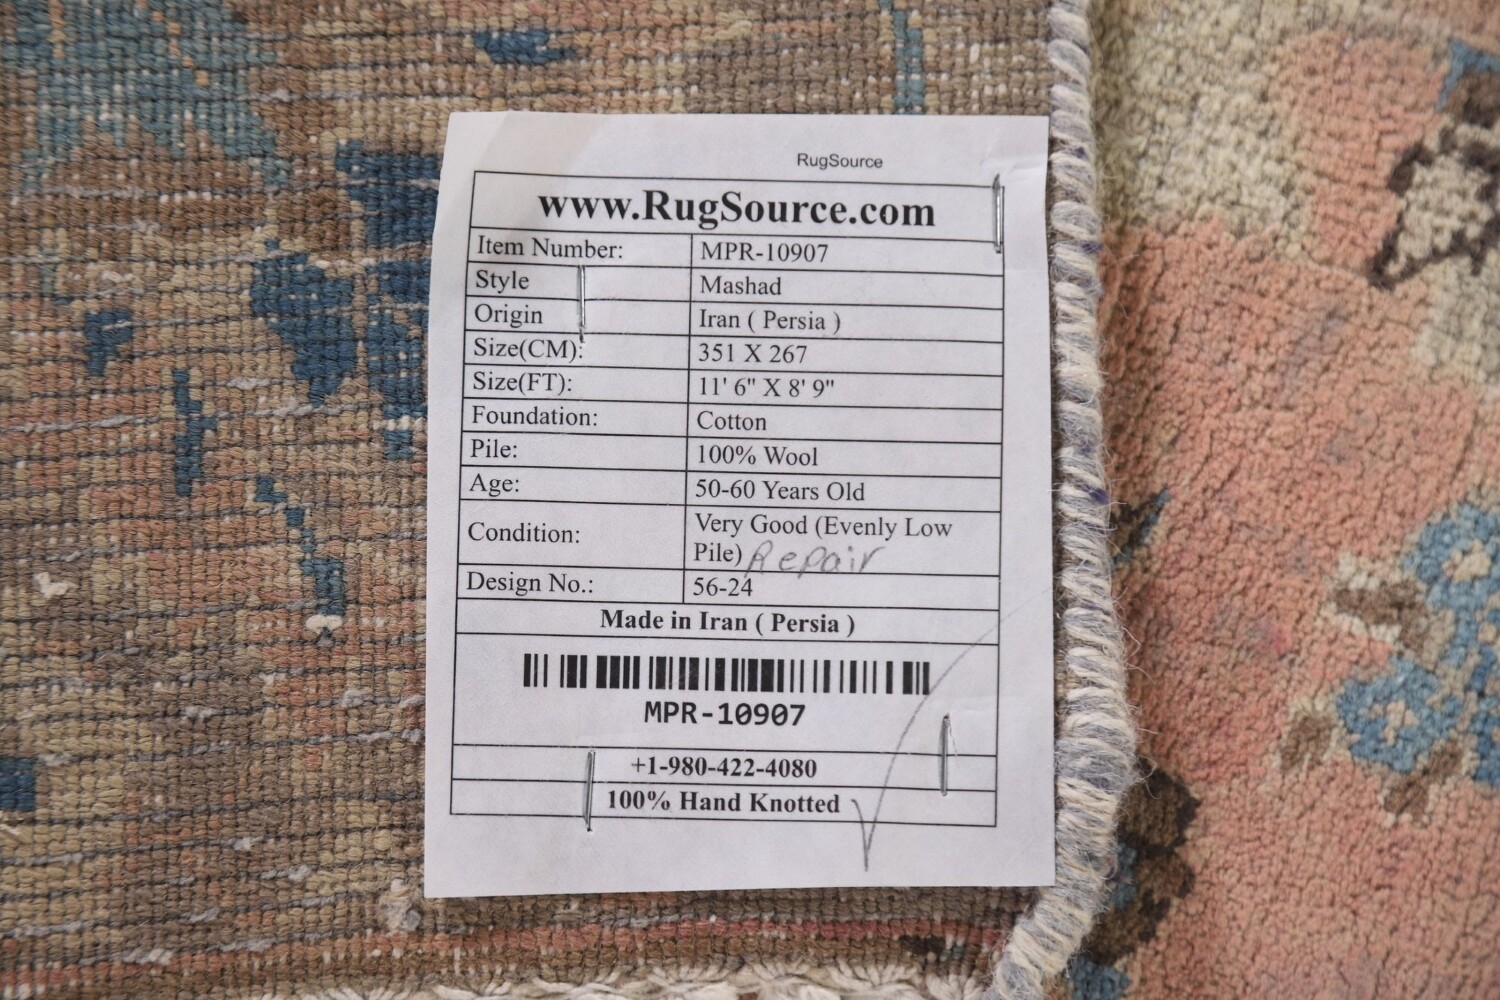 RugSource
www.RugSource.com
Item Number: MPR-10907
Style Mashad
Origin Iran ( Persia )
Size(CM): 351 X 267
Size(FT): 11' 6" X 8' 9"
Foundation: Cotton
Pile: 100% Wool
Age: 50-60 Years Old
Condition: Very Good (Evenly Low
Pile) Repair
Design No.: 56-24
Made in Iran ( Persia )
MPR-10907
+1-980-422-4080
100% Hand Knotted